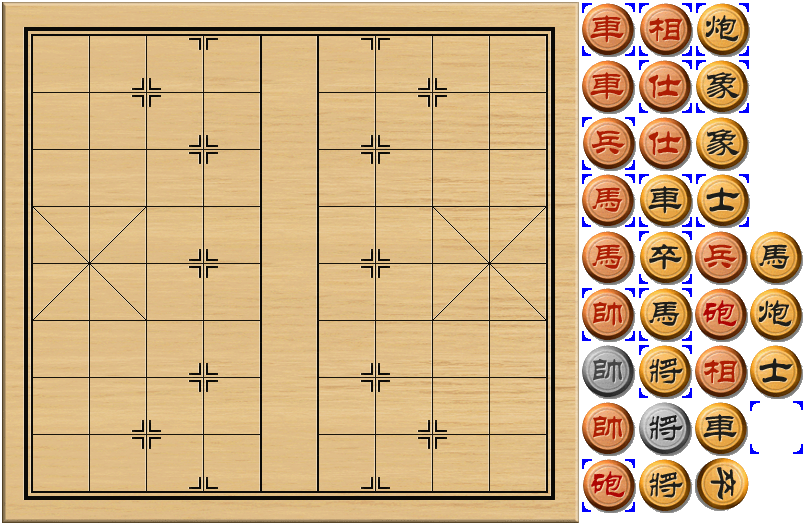 車 相 炮
車 仕 象
兵 仕 象
馬 車 士
馬 卒 兵 馬
帥 馬 砲 炮
帥 將 相 士
帥 將 車
砲 將 卒